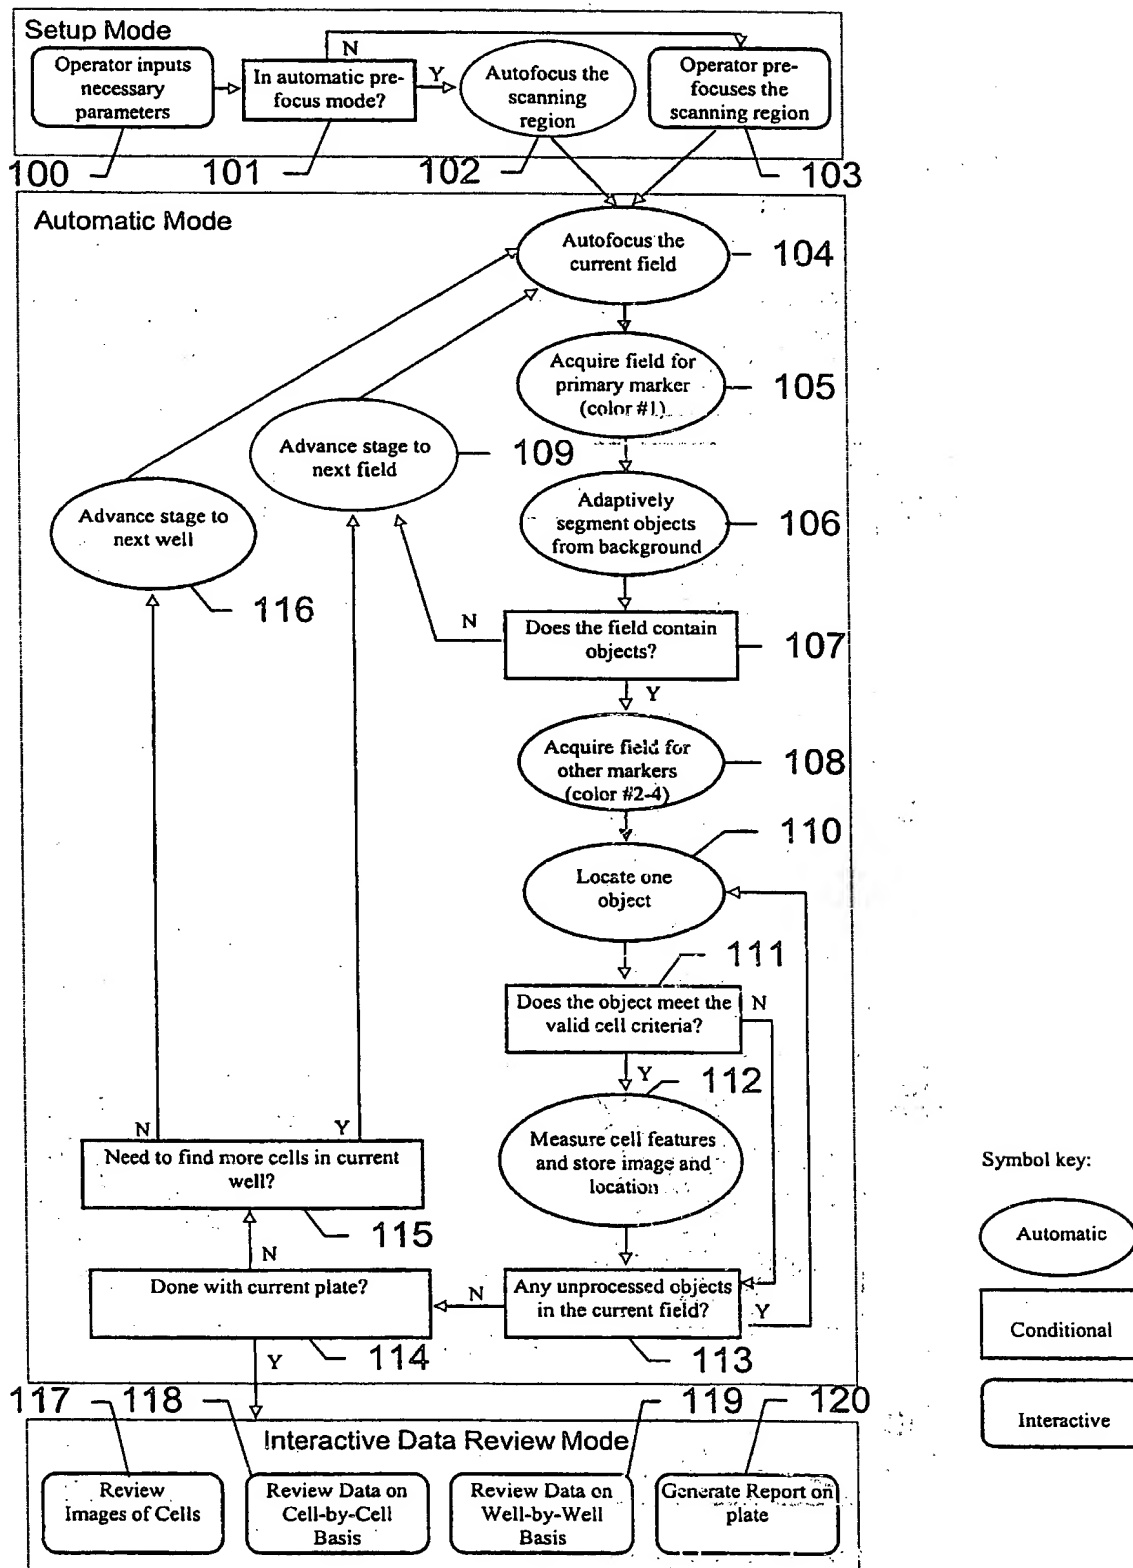 Setup Mode
Operator inputs
necessary
parameters
In automatic pre-
focus mode?
N
Y
Autofocus the
scanning
region
Operator pre-
focuses the
scanning region
100
101
102
103
Automatic Mode
Autofocus the
current field
104
Acquire field for
primary marker
(color #1)
105
Advance stage to
next field
109
Advance stage to
next well
116
Adaptively
segment objects
from background
106
N
Does the field contain
objects?
107
Y
Acquire field for
other markers
(color #2-4)
108
110
Locate one
object
111
Does the object meet the
valid cell criteria?
N
Y
112
Measure cell features
and store image and
location
N
Y
Need to find more cells in current
well?
115
N
Done with current plate?
N
Any unprocessed objects
in the current field?
Y
114
113
Y
Symbol key:
Automatic
Conditional
Interactive
117
118
119
120
Interactive Data Review Mode
Review
Images of Cells
Review Data on
Cell-by-Cell
Basis
Review Data on
Well-by-Well
Basis
Generate Report on
plate